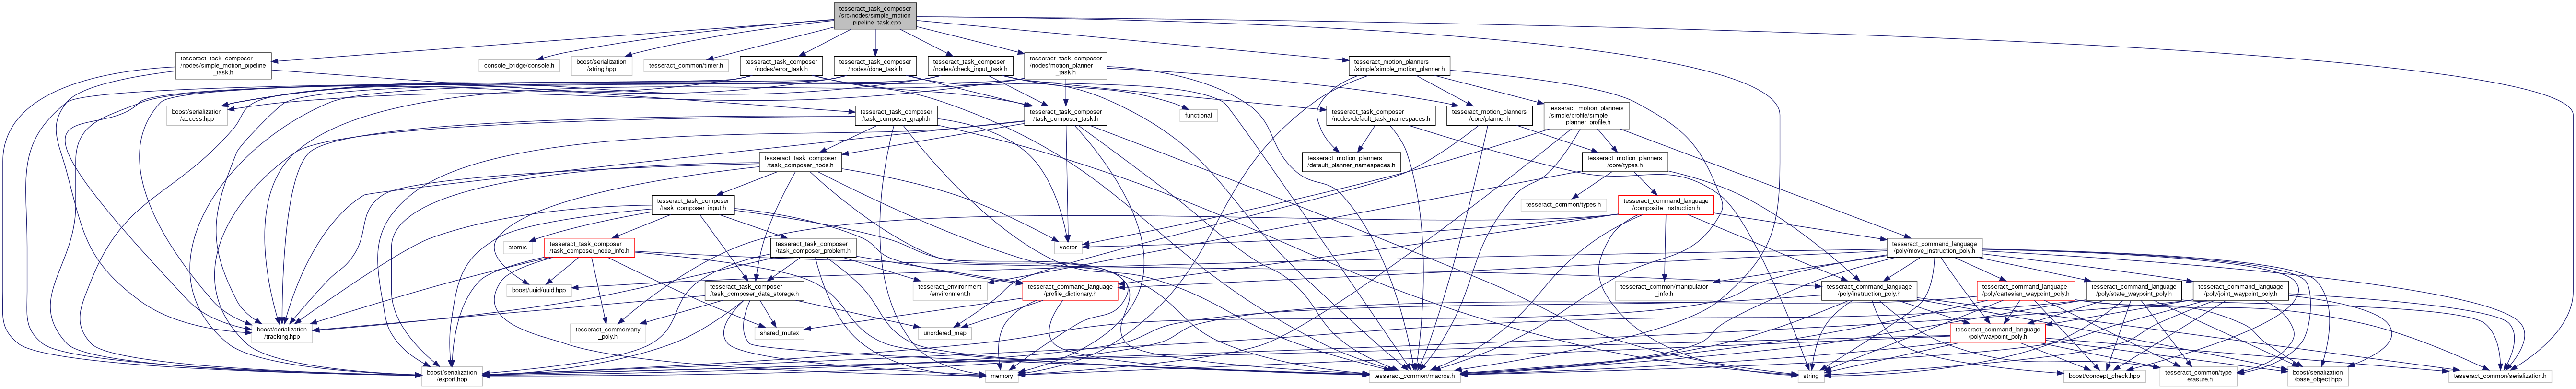 tesseract_task_composer
/src/nodes/simple_motion
_pipeline_task.cpp
tesseract_task_composer
/nodes/simple_motion_pipeline
_task.h
console_bridge/console.h
boost/serialization
/string.hpp
tesseract_common/timer.h
tesseract_task_composer
/nodes/error_task.h
tesseract_task_composer
/nodes/done_task.h
tesseract_task_composer
/nodes/check_input_task.h
tesseract_task_composer
/nodes/motion_planner
_task.h
tesseract_motion_planners
/simple/simple_motion_planner.h
boost/serialization
/access.hpp
tesseract_task_composer
/task_composer_graph.h
tesseract_task_composer
/task_composer_task.h
functional
tesseract_task_composer
/nodes/default_task_namespaces.h
tesseract_motion_planners
/core/planner.h
tesseract_motion_planners
/simple/profile/simple
_planner_profile.h
tesseract_task_composer
/task_composer_node.h
tesseract_motion_planners
/default_planner_namespaces.h
tesseract_motion_planners
/core/types.h
tesseract_task_composer
/task_composer_input.h
tesseract_common/types.h
tesseract_command_language
/composite_instruction.h
atomic
tesseract_task_composer
/task_composer_node_info.h
tesseract_task_composer
/task_composer_problem.h
vector
tesseract_command_language
/poly/move_instruction_poly.h
boost/uuid/uuid.hpp
tesseract_task_composer
/task_composer_data_storage.h
tesseract_environment
/environment.h
tesseract_command_language
/profile_dictionary.h
tesseract_common/manipulator
_info.h
tesseract_command_language
/poly/instruction_poly.h
tesseract_command_language
/poly/cartesian_waypoint_poly.h
tesseract_command_language
/poly/state_waypoint_poly.h
tesseract_command_language
/poly/joint_waypoint_poly.h
boost/serialization
/tracking.hpp
tesseract_common/any
_poly.h
shared_mutex
unordered_map
tesseract_command_language
/poly/waypoint_poly.h
boost/serialization
/export.hpp
memory
tesseract_common/macros.h
string
boost/concept_check.hpp
tesseract_common/type
_erasure.h
boost/serialization
/base_object.hpp
tesseract_common/serialization.h